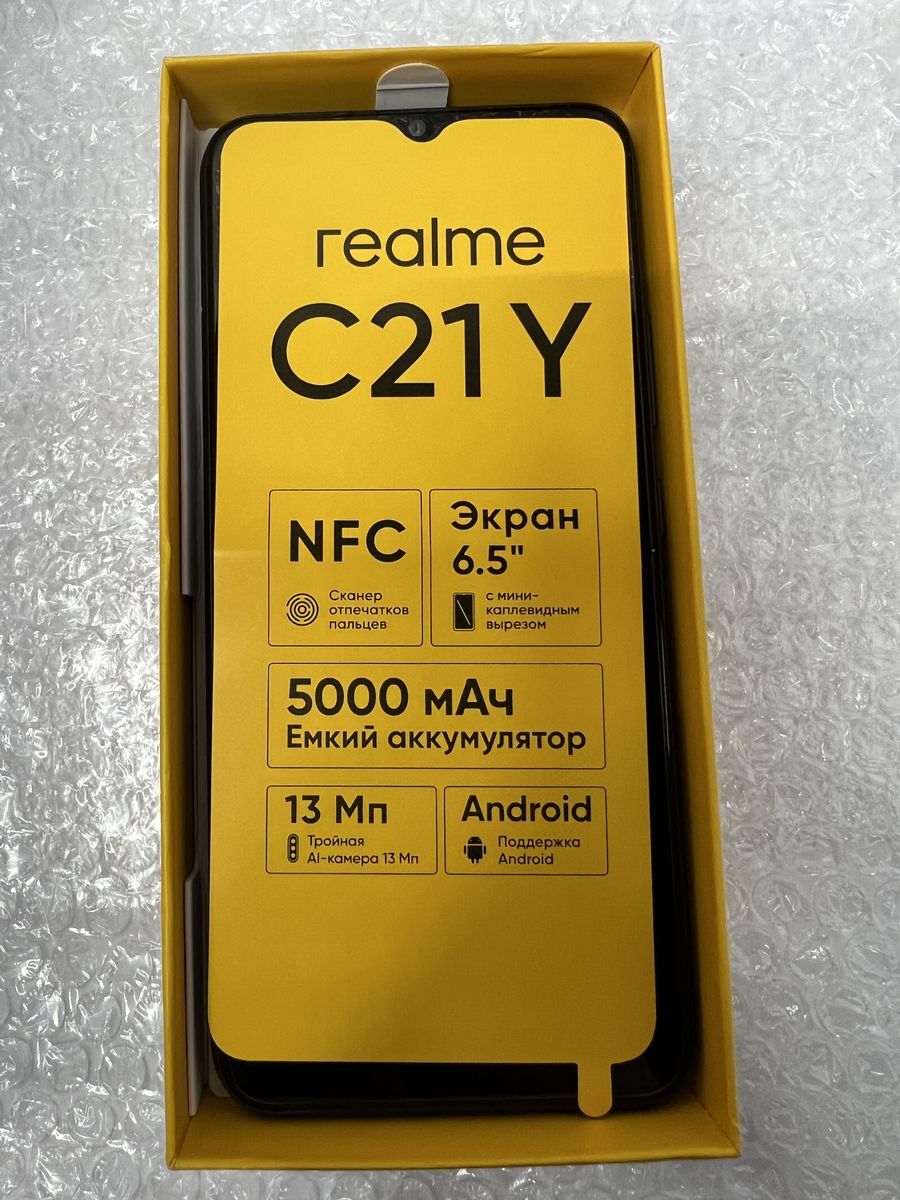 realme
C21Y
NFC
Сканер
отпечатков
пальцев
Экран
6.5"
с мини-
каплевидным
вырезом
5000 мАч
Емкий аккумулятор
13 Мп
Тройная
AI-камера 13 Мп
Android
Поддержка
Android